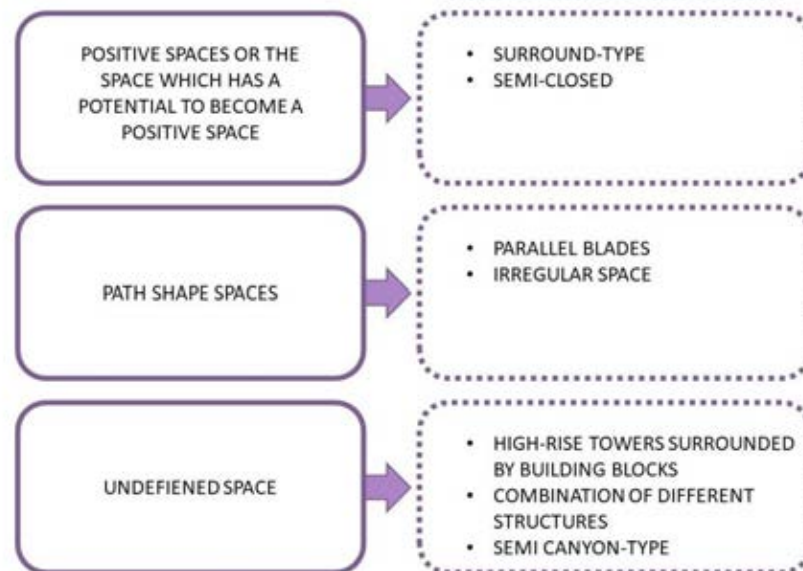 POSITIVE SPACES OR THE
SPACE WHICH HAS A
POTENTIAL TO BECOME A
POSITIVE SPACE
• SURROUND-TYPE
• SEMI-CLOSED
PATH SHAPE SPACES
• PARALLEL BLADES
• IRREGULAR SPACE
UNDEFIENED SPACE
• HIGH-RISE TOWERS SURROUNDED
BY BUILDING BLOCKS
• COMBINATION OF DIFFERENT
STRUCTURES
• SEMI CANYON-TYPE